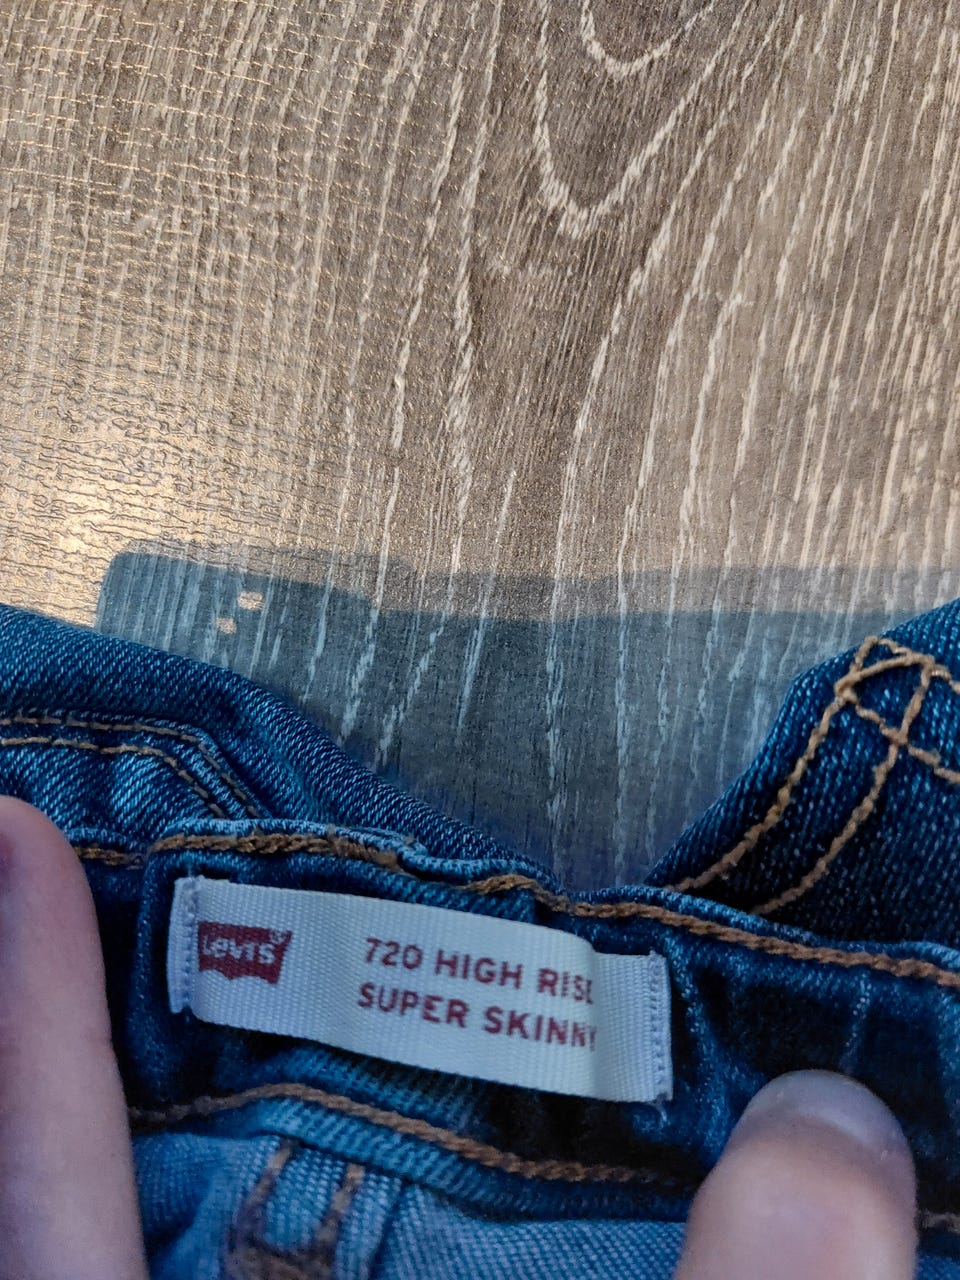 Levi's
720 HIGH RISE
SUPER SKINNY